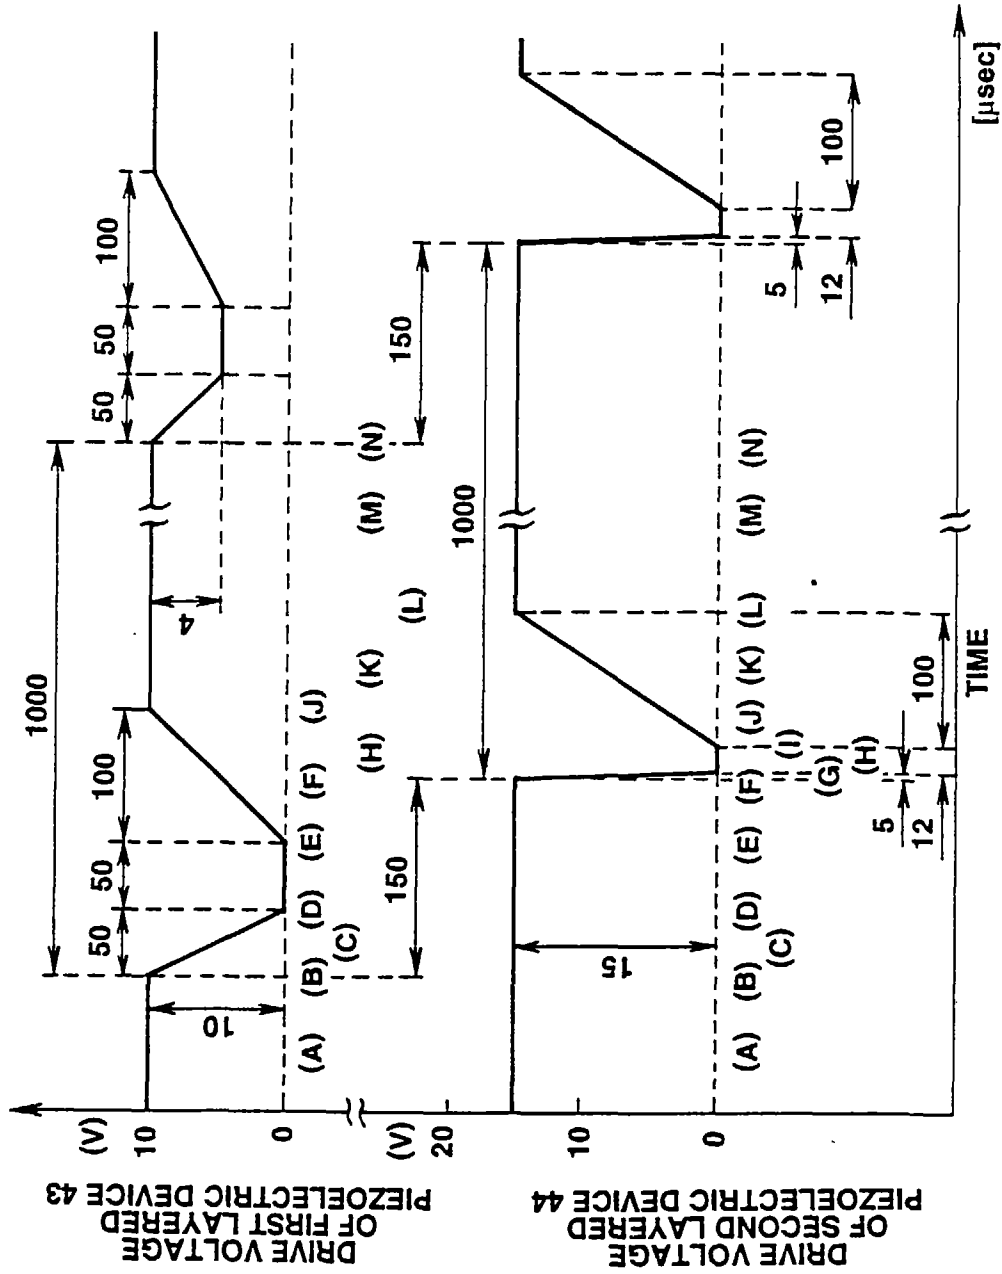 DRIVE VOLTAGE
OF FIRST LAYERED
PIEZOELECTRIC DEVICE 43
(V)
10
0
1000
50
50
100
50
50
100
10
4
(A)
(B)
(C)
(D)
(E)
(F)
(J)
(H)
(K)
(L)
(M)
(N)
150
150
DRIVE VOLTAGE
OF SECOND LAYERED
PIEZOELECTRIC DEVICE 44
(V)
20
10
0
1000
15
(A)
(B)
(C)
(D)
(E)
(F)
(G)
(H)
(I)
(J)
(K)
(L)
(M)
(N)
5
12
100
5
12
100
TIME
[μsec]